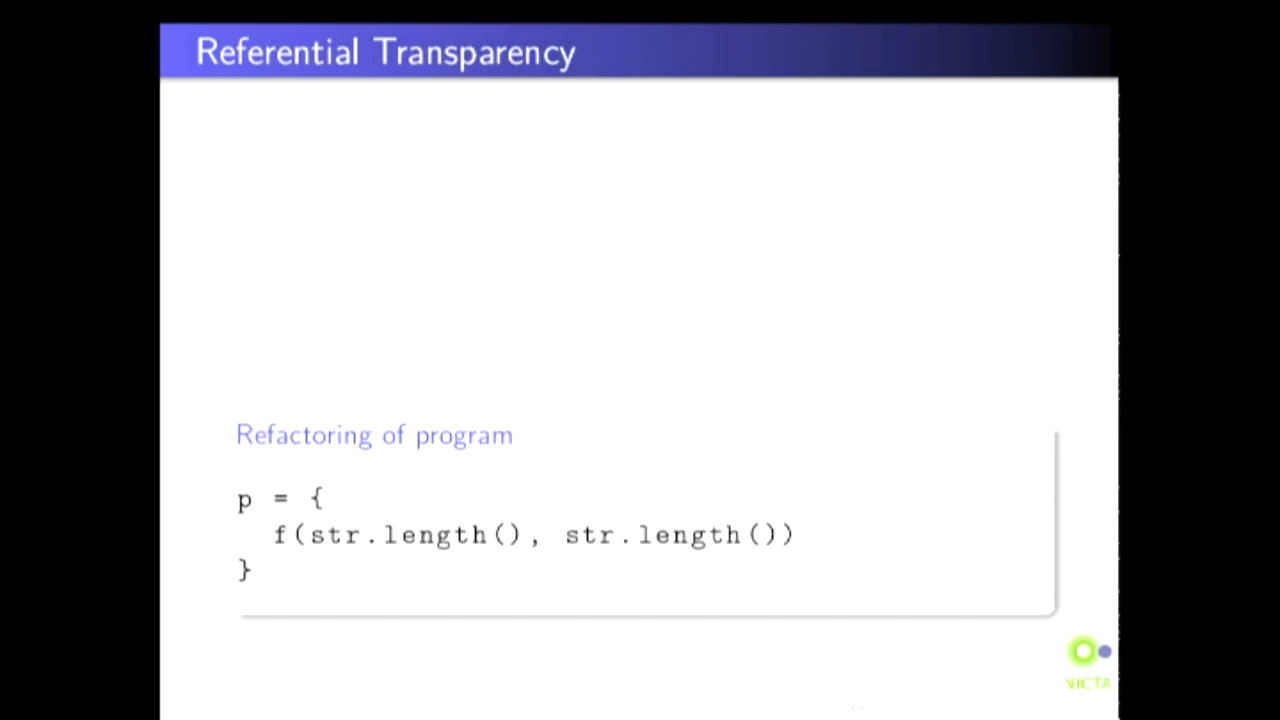 Referential Transparency
Refactoring of program
p = {
  f(str.length(), str.length())
}
NICTA